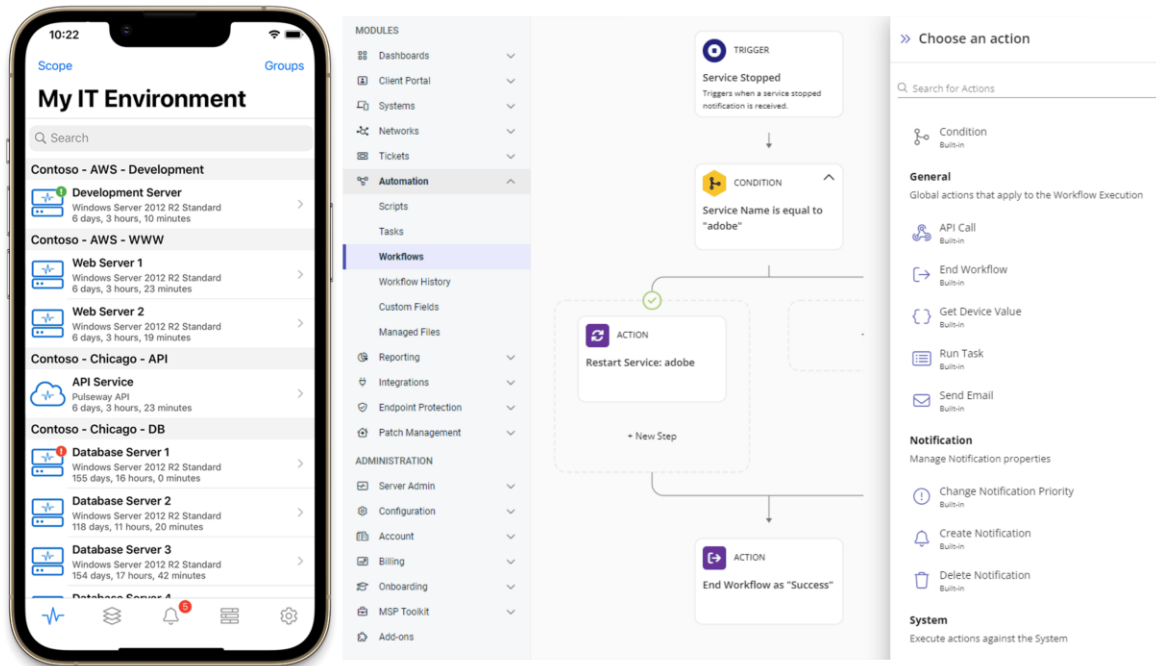 10:22
Scope
Groups
My IT Environment
Search
Contoso - AWS - Development
Development Server
Windows Server 2012 R2 Standard
6 days, 3 hours, 10 minutes
Contoso - AWS - WWW
Web Server 1
Windows Server 2012 R2 Standard
6 days, 3 hours, 23 minutes
Web Server 2
Windows Server 2012 R2 Standard
6 days, 3 hours, 19 minutes
Contoso - Chicago - API
API Service
Pulseway API
6 days, 3 hours, 23 minutes
Contoso - Chicago - DB
Database Server 1
Windows Server 2012 R2 Standard
155 days, 16 hours, 0 minutes
Database Server 2
Windows Server 2012 R2 Standard
118 days, 11 hours, 20 minutes
Database Server 3
Windows Server 2012 R2 Standard
154 days, 17 hours, 42 minutes
Database Server 4
5
MODULES
Dashboards
Client Portal
Systems
Networks
Tickets
Automation
Scripts
Tasks
Workflows
Workflow History
Custom Fields
Managed Files
Reporting
Integrations
Endpoint Protection
Patch Management
ADMINISTRATION
Server Admin
Configuration
Account
Billing
Onboarding
MSP Toolkit
Add-ons
TRIGGER
Service Stopped
Triggers when a service stopped
notification is received.
CONDITION
Service Name is equal to
"adobe"
ACTION
Restart Service: adobe
+ New Step
ACTION
End Workflow as "Success"
Choose an action
Search for Actions
Condition
Built-in
General
Global actions that apply to the Workflow Execution
API Call
Built-in
End Workflow
Built-in
Get Device Value
Built-in
Run Task
Built-in
Send Email
Built-in
Notification
Manage Notification properties
Change Notification Priority
Built-in
Create Notification
Built-in
Delete Notification
Built-in
System
Execute actions against the System